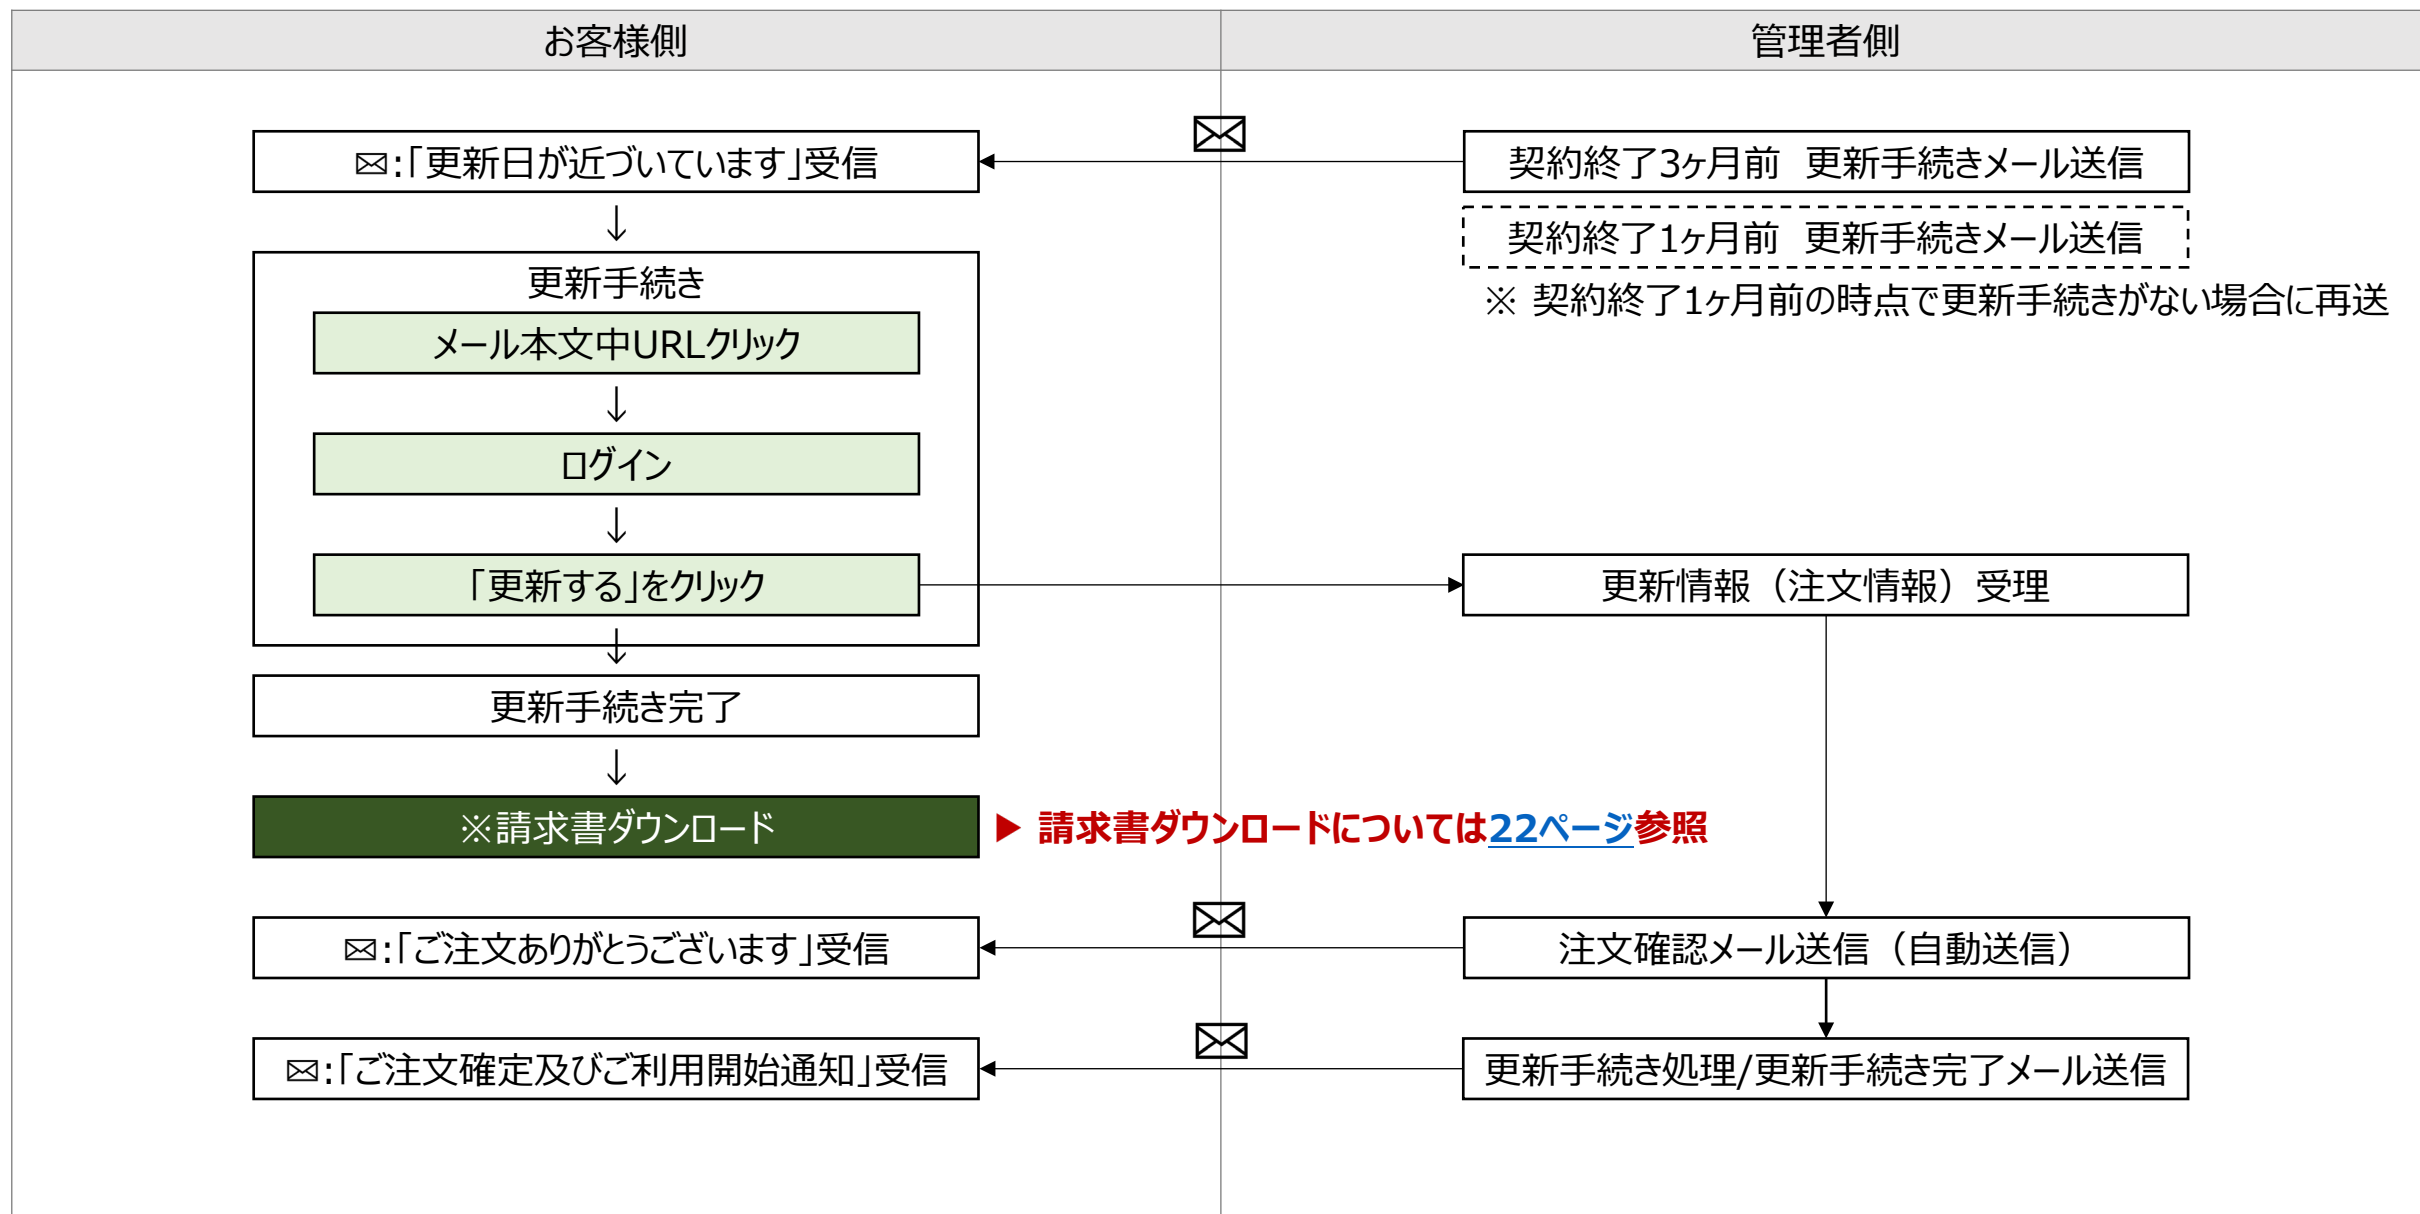 お客様側
管理者側
✉:「更新日が近づいています」受信
契約終了3ヶ月前　更新手続きメール送信
契約終了1ヶ月前　更新手続きメール送信
※ 契約終了1ヶ月前の時点で更新手続きがない場合に再送
更新手続き
メール本文中URLクリック
↓
ログイン
↓
「更新する」をクリック
更新情報（注文情報）受理
↓
更新手続き完了
↓
※請求書ダウンロード
▶ 請求書ダウンロードについては22ページ参照
✉:「ご注文ありがとうございます」受信
注文確認メール送信（自動送信）
✉:「ご注文確定及びご利用開始通知」受信
更新手続き処理/更新手続き完了メール送信